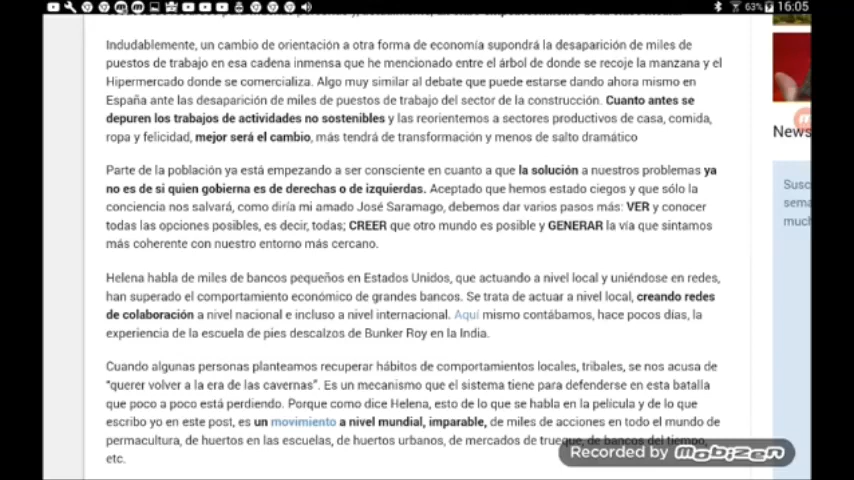 63% 16:05
Indudablemente, un cambio de orientación a otra forma de economía supondrá la desaparición de miles de
puestos de trabajo en esa cadena inmensa que he mencionado entre el árbol de donde se recoje la manzana y el
Hipermercado donde se comercializa. Algo muy similar al debate que puede estarse dando ahora mismo en
España ante las desaparición de miles de puestos de trabajo del sector de la construcción. Cuanto antes se
depuren los trabajos de actividades no sostenibles y las reorientemos a sectores productivos de casa, comida,
ropa y felicidad, mejor será el cambio, más tendrá de transformación y menos de salto dramático
Parte de la población ya está empezando a ser consciente en cuanto a que la solución a nuestros problemas ya
no es de si quien gobierna es de derechas o de izquierdas. Aceptado que hemos estado ciegos y que sólo la
conciencia nos salvará, como diría mi amado José Saramago, debemos dar varios pasos más: VER y conocer
todas las opciones posibles, es decir, todas; CREER que otro mundo es posible y GENERAR la vía que sintamos
más coherente con nuestro entorno más cercano.
Helena habla de miles de bancos pequeños en Estados Unidos, que actuando a nivel local y uniéndose en redes,
han superado el comportamiento económico de grandes bancos. Se trata de actuar a nivel local, creando redes
de colaboración a nivel nacional e incluso a nivel internacional. Aquí mismo contábamos, hace pocos días, la
experiencia de la escuela de pies descalzos de Bunker Roy en la India.
Cuando algunas personas planteamos recuperar hábitos de comportamientos locales, tribales, se nos acusa de
"querer volver a la era de las cavernas". Es un mecanismo que el sistema tiene para defenderse en esta batalla
que poco a poco está perdiendo. Porque como dice Helena, esto de lo que se habla en la película y de lo que
escribo yo en este post, es un movimiento a nivel mundial, imparable, de miles de acciones en todo el mundo de
permacultura, de huertos en las escuelas, de huertos urbanos, de mercados de trueque, de bancos del tiempo,
etc.
News
Susc
sema
much
Recorded by Mobizen